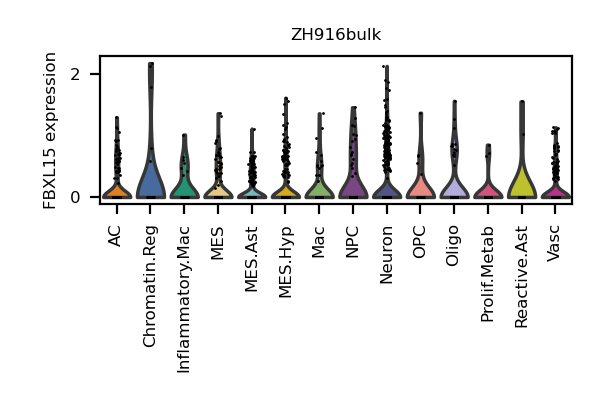 ZH916bulk
FBXL15 expression
2
0
AC
Chromatin.Reg
Inflammatory.Mac
MES
MES.Ast
MES.Hyp
Mac
NPC
Neuron
OPC
Oligo
Prolif.Metab
Reactive.Ast
Vasc